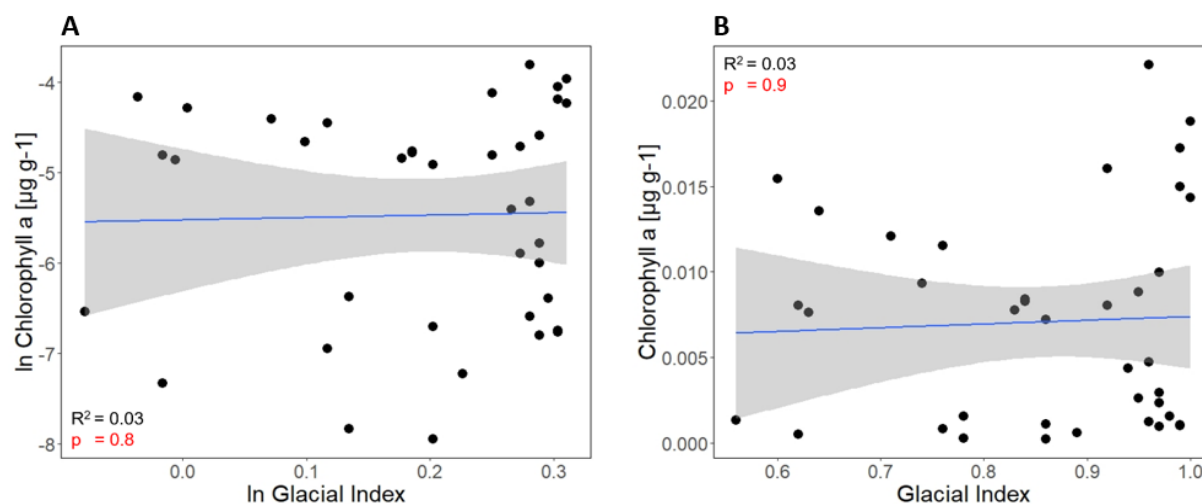 A
ln Chlorophyll a [µg g-1]
-4
-5
-6
-7
-8
R² = 0.03
p = 0.8
0.0 0.1 0.2 0.3
ln Glacial Index
B
Chlorophyll a [µg g-1]
R² = 0.03
p = 0.9
0.020
0.015
0.010
0.005
0.000
0.6 0.7 0.8 0.9 1.0
Glacial Index